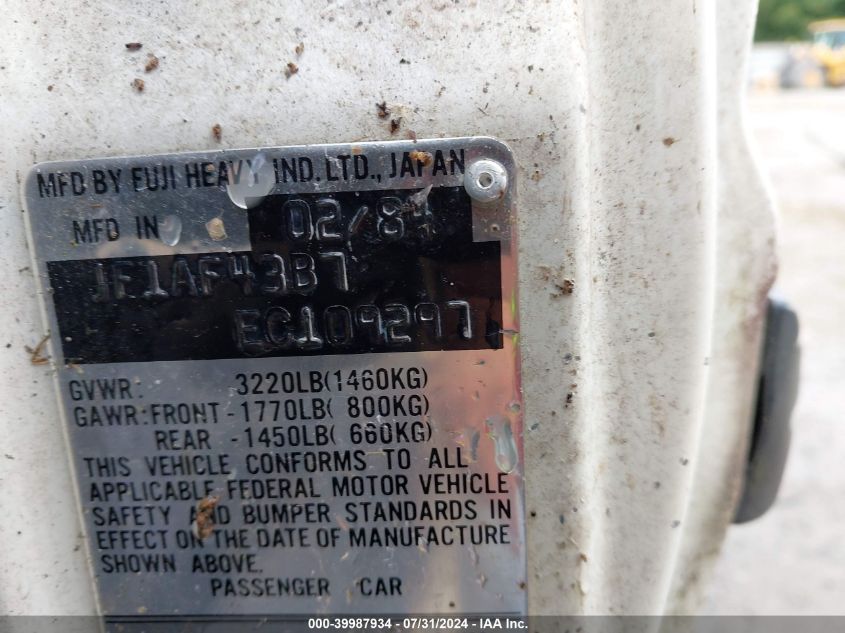 MFD BY FUJI HEAVY IND. LTD., JAPAN
MFD IN 02/84
JF1AF43B7
EC109297
GVWR: 3220LB(1460KG)
GAWR: FRONT-1770LB( 800KG)
REAR -1450LB( 660KG)
THIS VEHICLE CONFORMS TO ALL
APPLICABLE FEDERAL MOTOR VEHICLE
SAFETY AND BUMPER STANDARDS IN
EFFECT ON THE DATE OF MANUFACTURE
SHOWN ABOVE.
PASSENGER CAR
000-39987934 - 07/31/2024 - IAAI Inc.